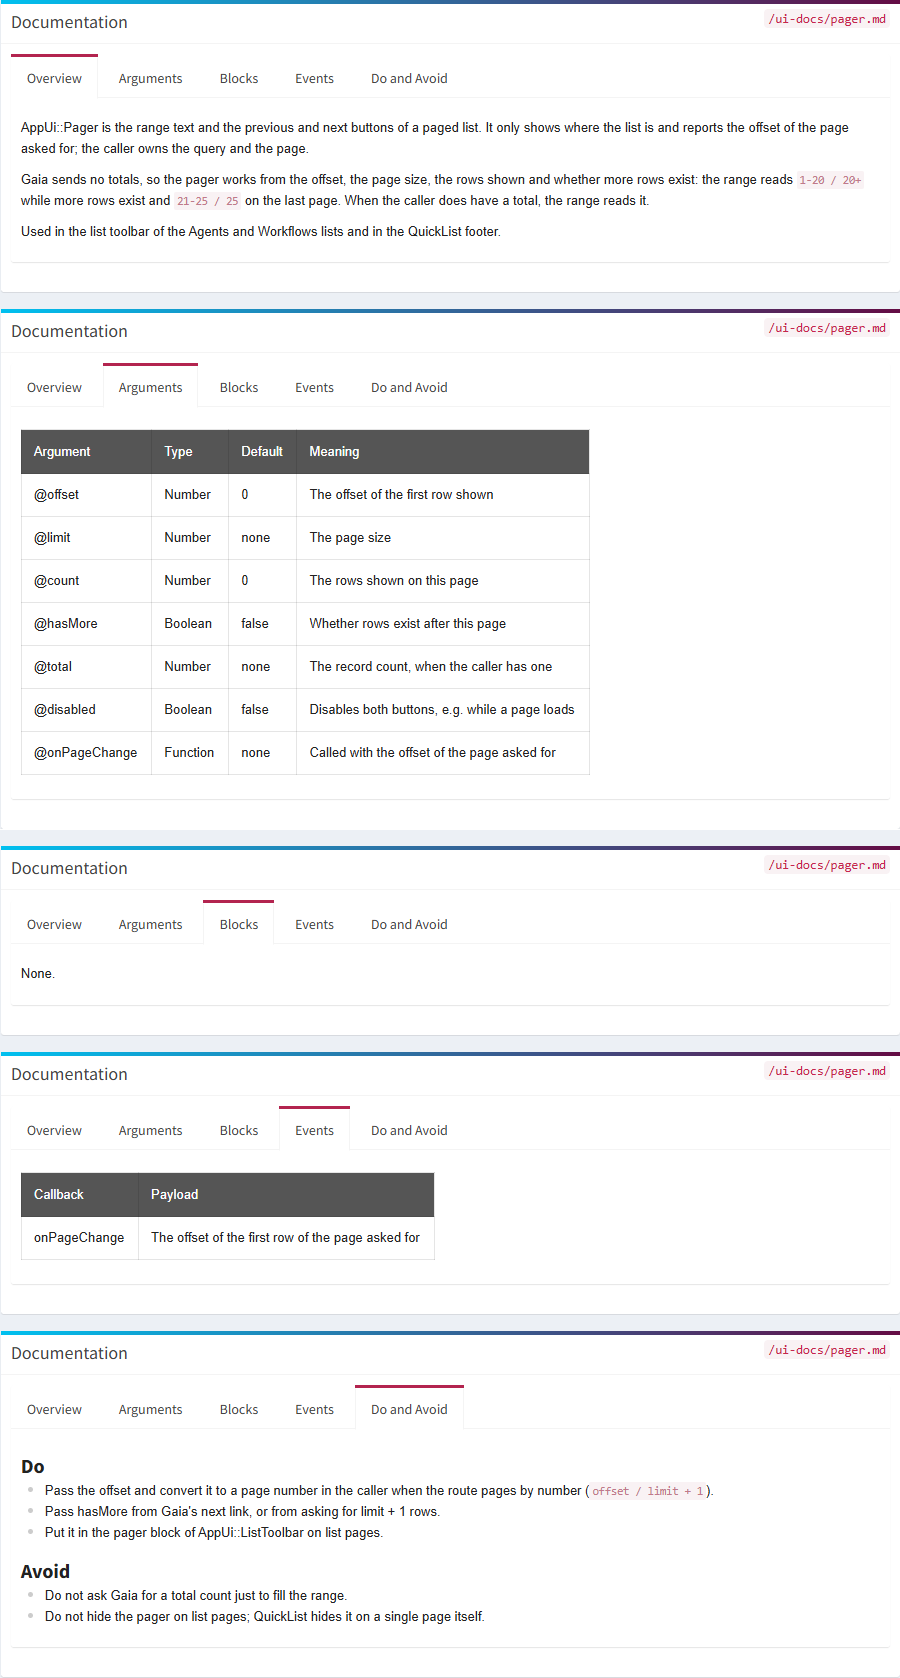 Documentation /ui-docs/pager.md
Overview Arguments Blocks Events Do and Avoid
AppUi::Pager is the range text and the previous and next buttons of a paged list. It only shows where the list is and reports the offset of the page
asked for; the caller owns the query and the page.
Gaia sends no totals, so the pager works from the offset, the page size, the rows shown and whether more rows exist: the range reads 1-20 / 20+
while more rows exist and 21-25 / 25 on the last page. When the caller does have a total, the range reads it.
Used in the list toolbar of the Agents and Workflows lists and in the QuickList footer.
Documentation /ui-docs/pager.md
Overview Arguments Blocks Events Do and Avoid
Argument Type Default Meaning
@offset Number 0 The offset of the first row shown
@limit Number none The page size
@count Number 0 The rows shown on this page
@hasMore Boolean false Whether rows exist after this page
@total Number none The record count, when the caller has one
@disabled Boolean false Disables both buttons, e.g. while a page loads
@onPageChange Function none Called with the offset of the page asked for
Documentation /ui-docs/pager.md
Overview Arguments Blocks Events Do and Avoid
None.
Documentation /ui-docs/pager.md
Overview Arguments Blocks Events Do and Avoid
Callback Payload
onPageChange The offset of the first row of the page asked for
Documentation /ui-docs/pager.md
Overview Arguments Blocks Events Do and Avoid
Do
Pass the offset and convert it to a page number in the caller when the route pages by number ( offset / limit + 1 ).
Pass hasMore from Gaia's next link, or from asking for limit + 1 rows.
Put it in the pager block of AppUi::ListToolbar on list pages.
Avoid
Do not ask Gaia for a total count just to fill the range.
Do not hide the pager on list pages; QuickList hides it on a single page itself.